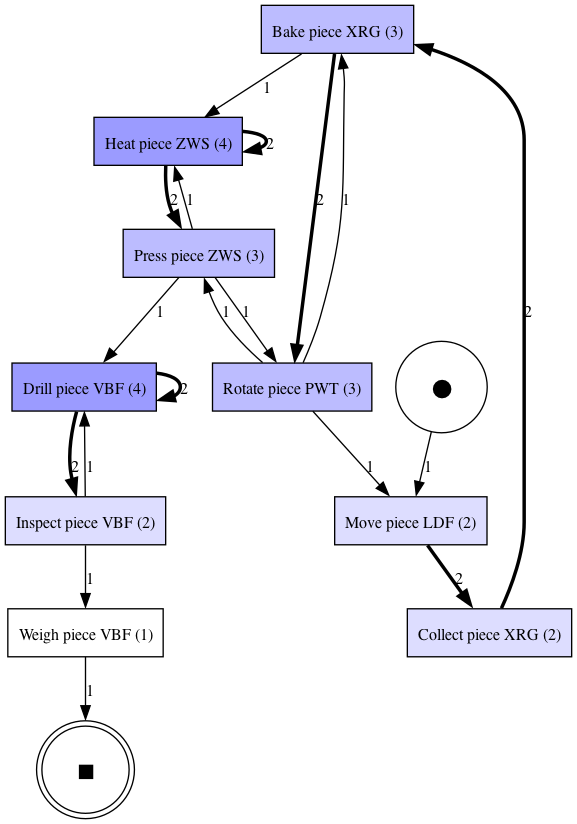 Bake piece XRG (3)
1
Heat piece ZWS (4)
2
2
1
2
1
Press piece ZWS (3)
1
1
1
2
Drill piece VBF (4)
2
Rotate piece PWT (3)
●
2
1
1
1
Inspect piece VBF (2)
Move piece LDF (2)
1
2
Weigh piece VBF (1)
Collect piece XRG (2)
1
■